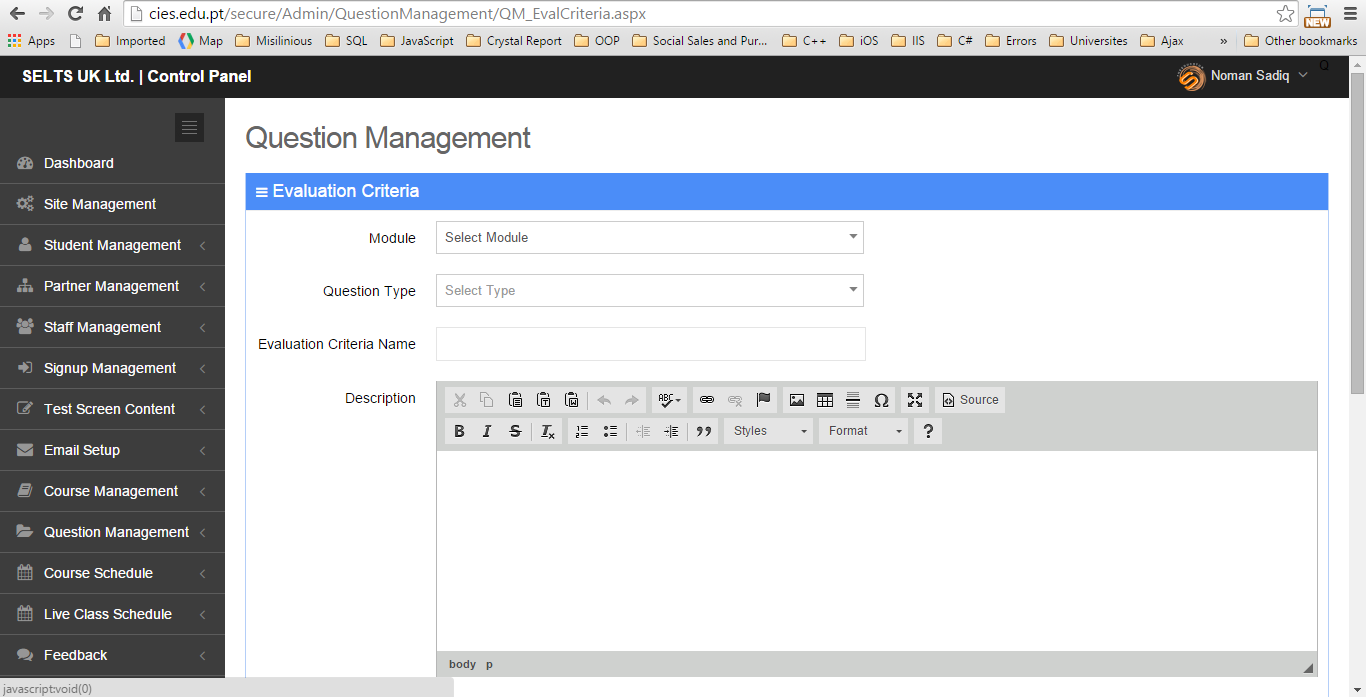 cies.edu.pt/secure/Admin/QuestionManagement/QM_EvalCriteria.aspx
NEW
Apps Imported Map Misilinious SQL JavaScript Crystal Report OOP Social Sales and Pur... C++ iOS IIS C# Errors Universites Ajax » Other bookmarks
SELTS UK Ltd. | Control Panel
Noman Sadiq
Q
Question Management
Dashboard
Site Management
Student Management
Partner Management
Staff Management
Signup Management
Test Screen Content
Email Setup
Course Management
Question Management
Course Schedule
Live Class Schedule
Feedback
Evaluation Criteria
Module Select Module
Question Type Select Type
Evaluation Criteria Name
Description
ABC Ω Source
B I S Ix Styles Format ?
body p
javascript:void(0)